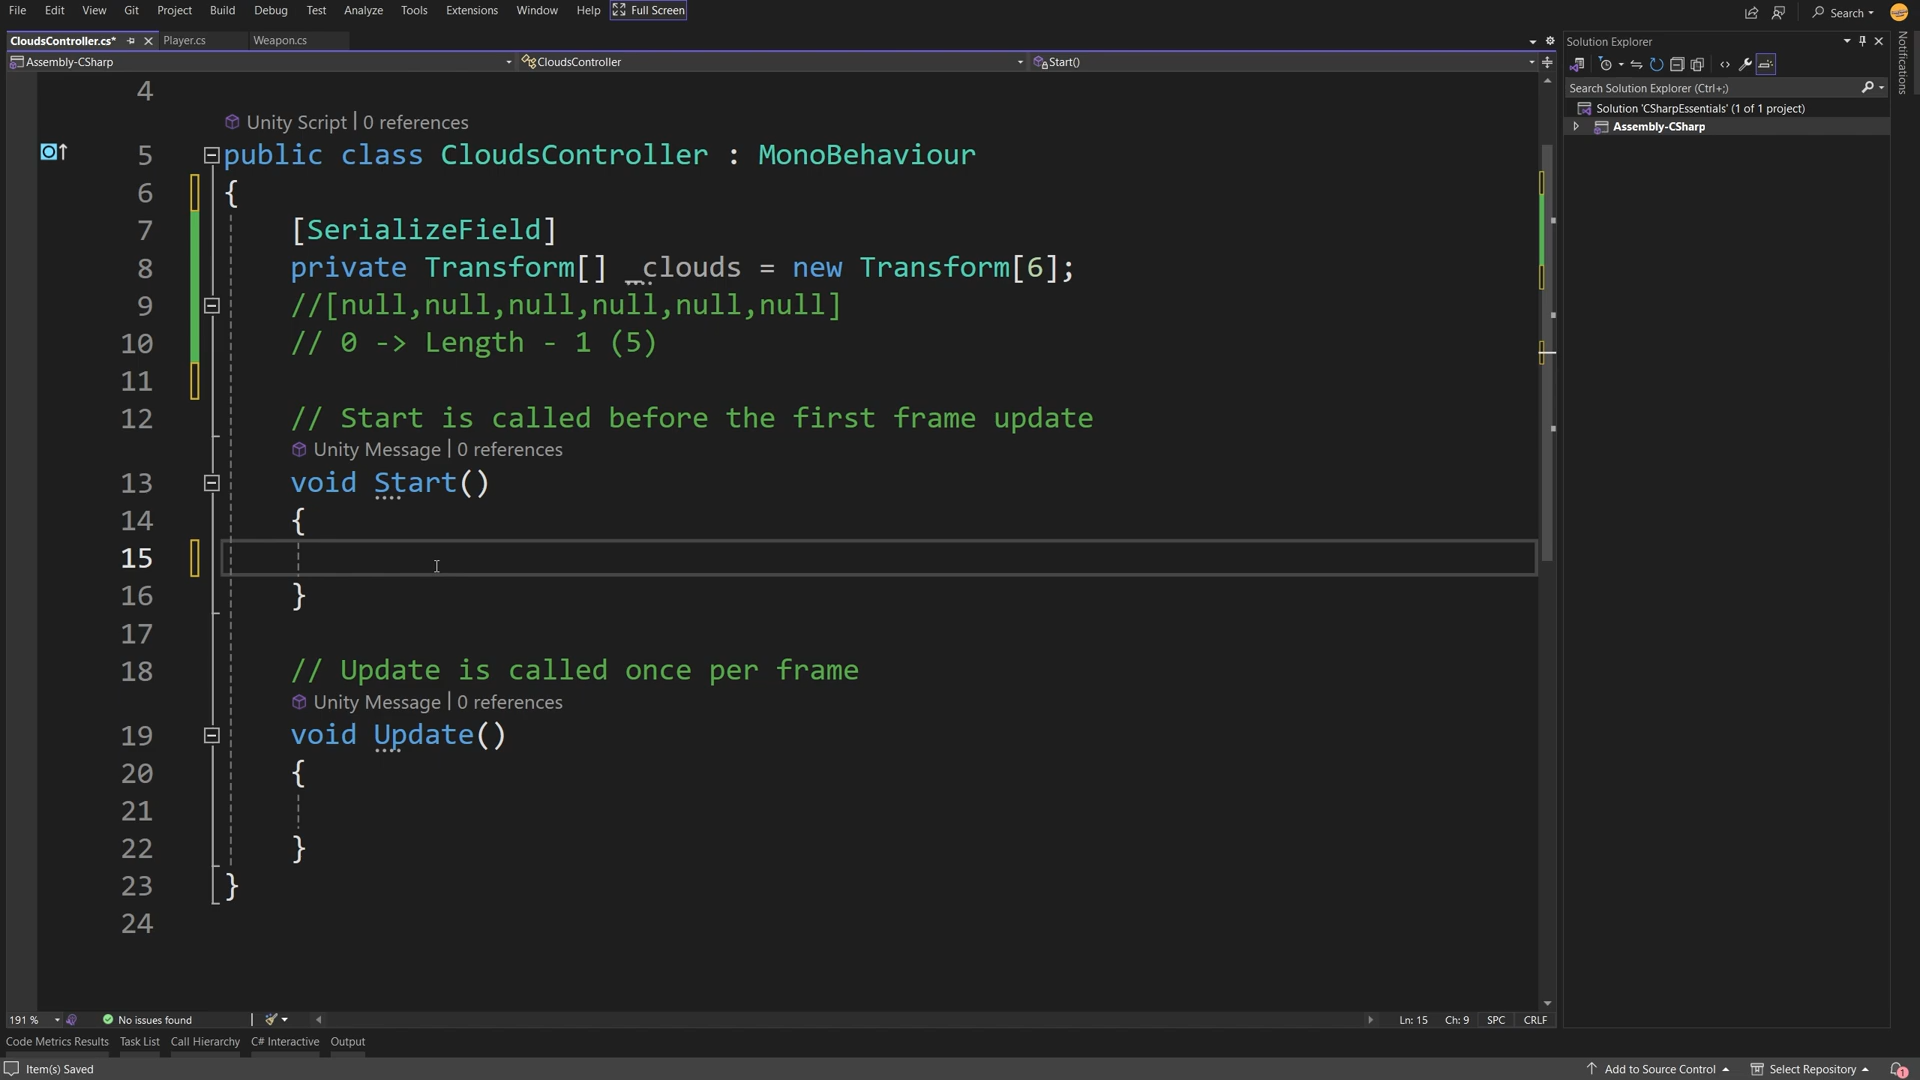 File Edit View Git Project Build Debug Test Analyze Tools Extensions Window Help Full Screen Search
CloudsController.cs* Player.cs Weapon.cs
Assembly-CSharp CloudsController Start()
4
Unity Script | 0 references
5 public class CloudsController : MonoBehaviour
6 {
7 [SerializeField]
8 private Transform[] _clouds = new Transform[6];
9 //[null,null,null,null,null,null]
10 // 0 -> Length - 1 (5)
11
12 // Start is called before the first frame update
Unity Message | 0 references
13 void Start()
14 {
15
16 }
17
18 // Update is called once per frame
Unity Message | 0 references
19 void Update()
20 {
21
22 }
23 }
24
191 % No issues found Ln: 15 Ch: 9 SPC CRLF
Code Metrics Results Task List Call Hierarchy C# Interactive Output
Item(s) Saved Add to Source Control Select Repository 1
Solution Explorer
Search Solution Explorer (Ctrl+;)
Solution 'CSharpEssentials' (1 of 1 project)
Assembly-CSharp
Notifications